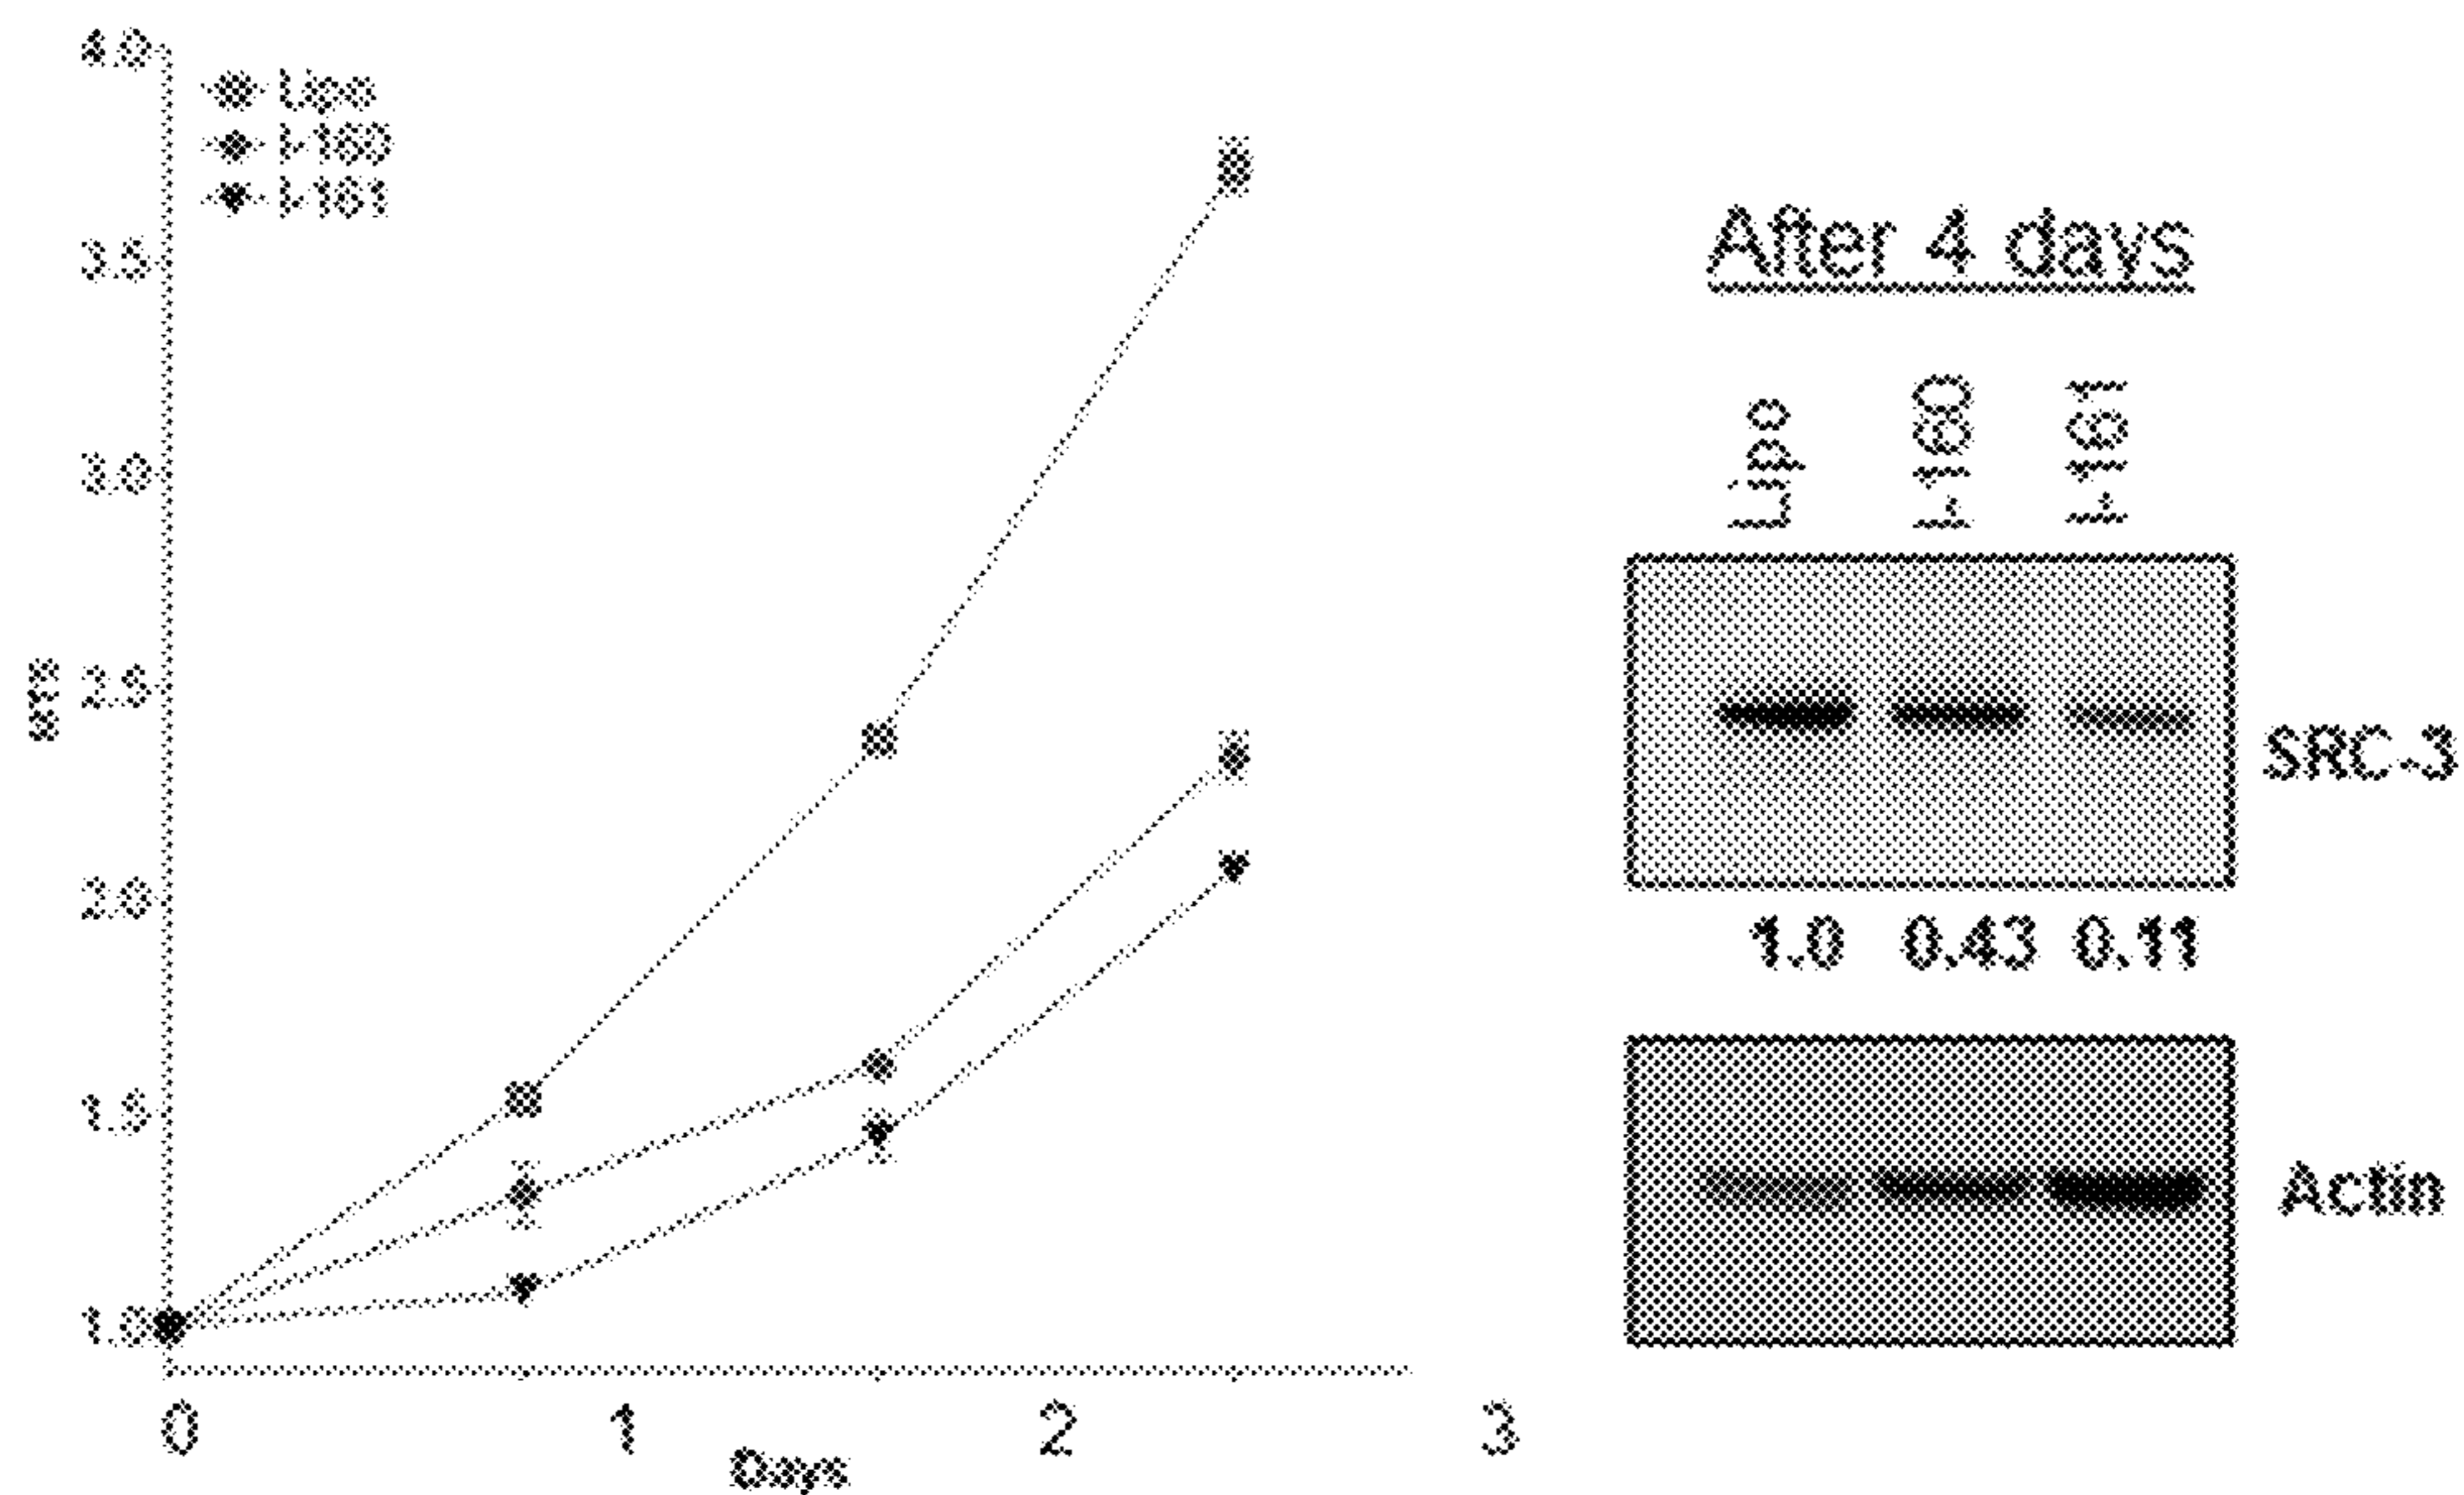 4.0
3.5
3.0
2.5
2.0
1.5
1.0
Lipo
I-160
I-161
0 1 2 3
Days
After 4 days
Lipo
I-160
I-161
SRC-3
1.0 0.43 0.11
Actin